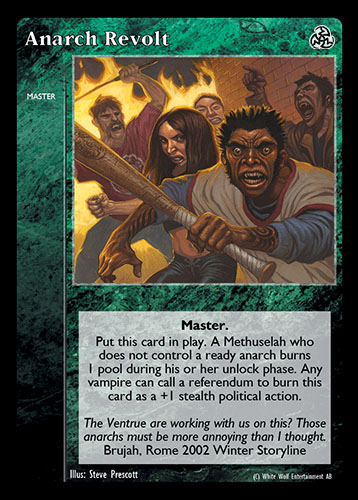 Anarch Revolt
MASTER
Master.
Put this card in play. A Methuselah who
does not control a ready anarch burns
1 pool during his or her unlock phase. Any
vampire can call a referendum to burn this
card as a +1 stealth political action.
The Ventrue are working with us on this? Those
anarchs must be more annoying than I thought.
Brujah, Rome 2002 Winter Storyline
Illus: Steve Prescott
(C) White Wolf Entertainment AB